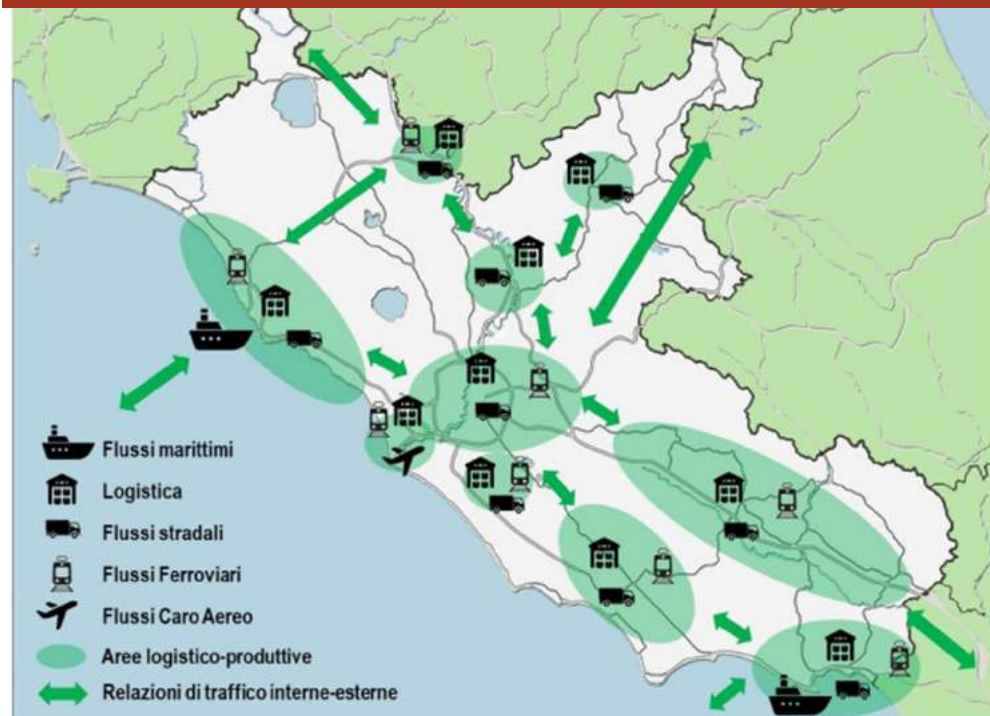 Flussi marittimi
Logistica
Flussi stradali
Flussi Ferroviari
Flussi Caro Aereo
Aree logistico-produttive
Relazioni di traffico interne-esterne